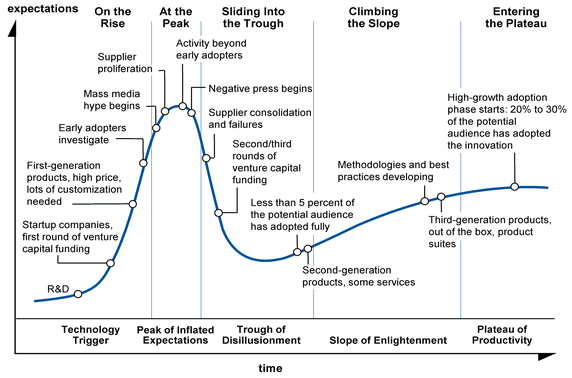 expectations
On the
Rise
At the
Peak
Sliding Into
the Trough
Climbing
the Slope
Entering
the Plateau
Activity beyond
early adopters
Supplier
proliferation
Negative press begins
Mass media
hype begins
Supplier consolidation
and failures
Early adopters
investigate
Second/third
rounds of
venture capital
funding
First-generation
products, high price,
lots of customization
needed
Less than 5 percent of
the potential audience
has adopted fully
Startup companies,
first round of venture
capital funding
Second-generation
products, some services
R&D
Methodologies and best
practices developing
Third-generation products,
out of the box, product
suites
High-growth adoption
phase starts: 20% to 30%
of the potential
audience has adopted
the innovation
Technology
Trigger
Peak of Inflated
Expectations
Trough of
Disillusionment
Slope of Enlightenment
Plateau of
Productivity
time